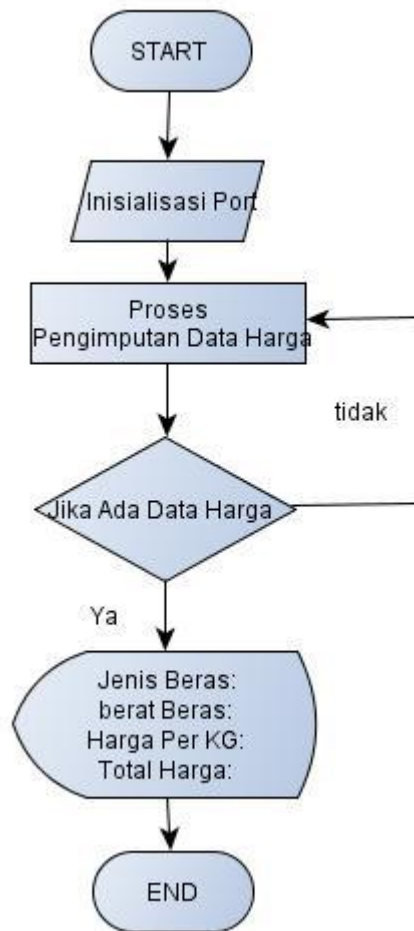 START
Inisialisasi Port
Proses
Pengimputan Data Harga
tidak
Jika Ada Data Harga
Ya
Jenis Beras:
berat Beras:
Harga Per KG:
Total Harga:
END